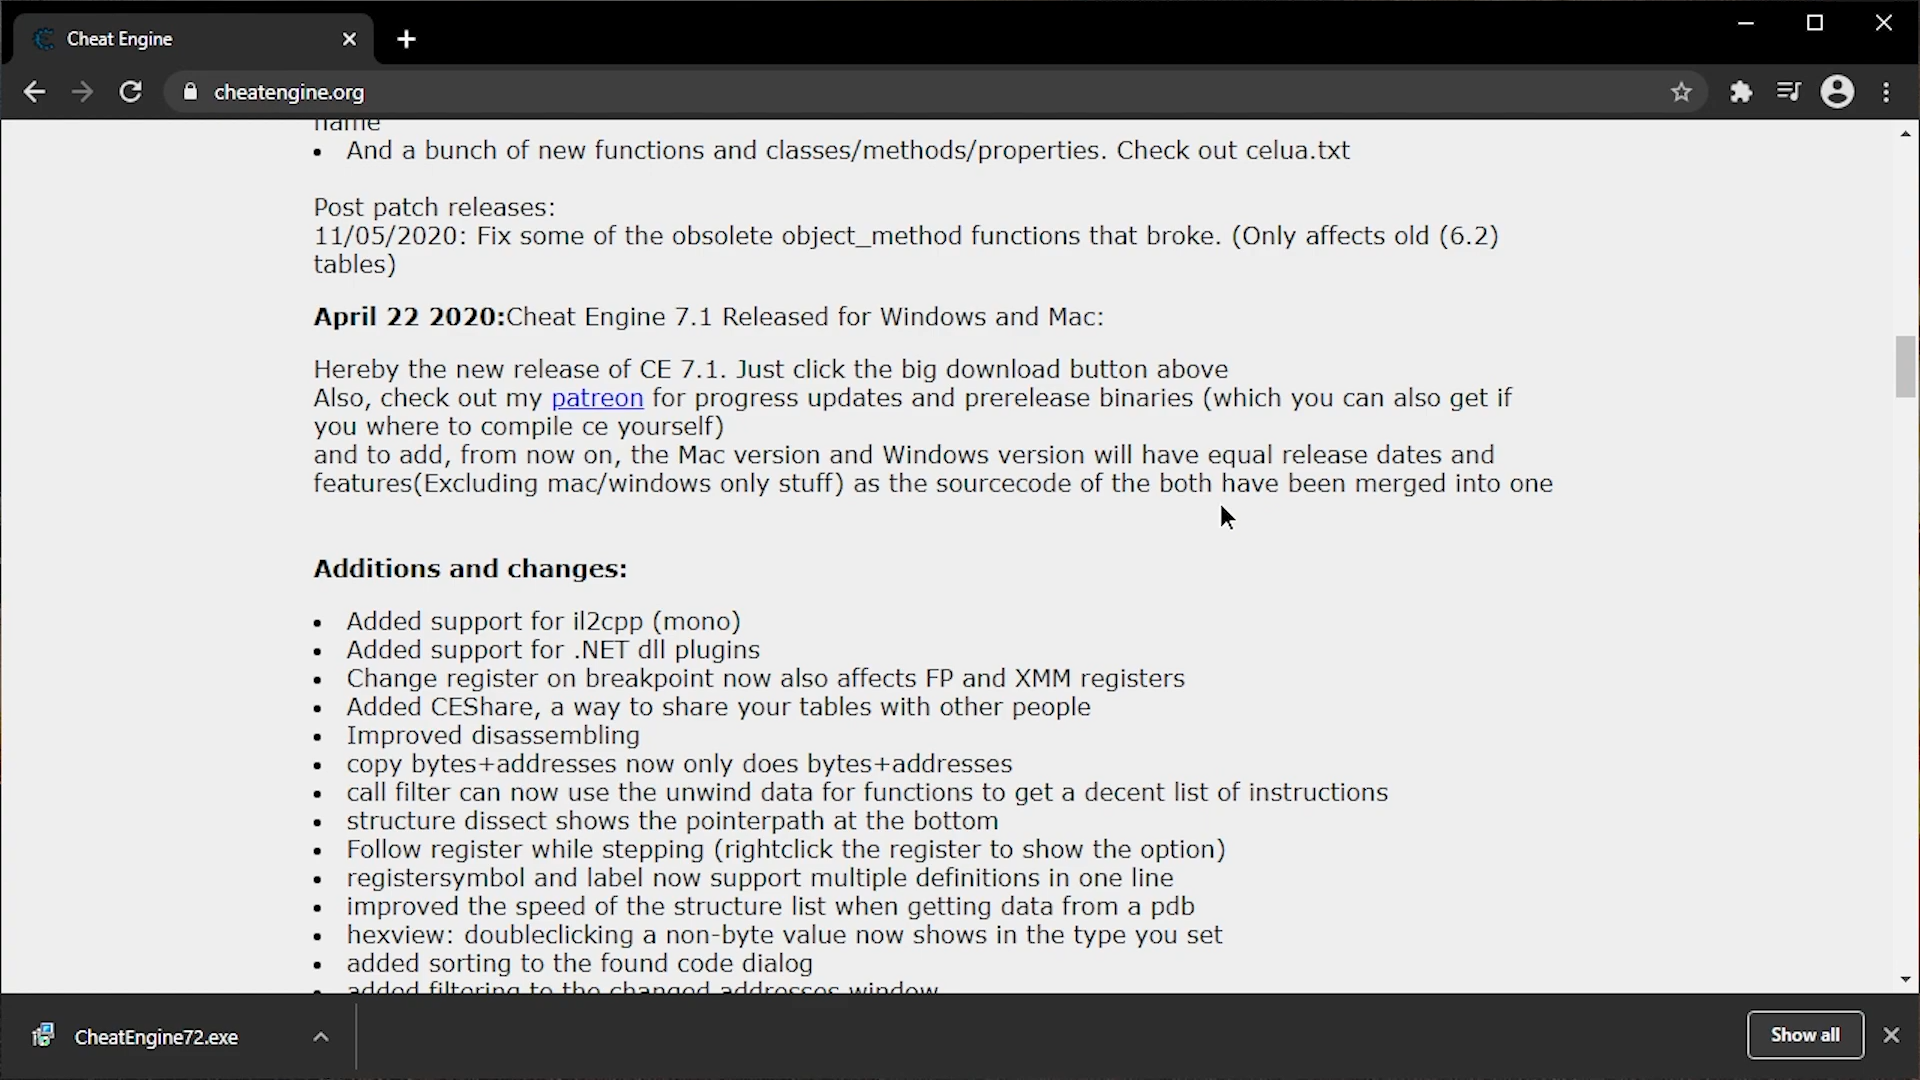 Cheat Engine
cheatengine.org
name
• And a bunch of new functions and classes/methods/properties. Check out celua.txt
Post patch releases:
11/05/2020: Fix some of the obsolete object_method functions that broke. (Only affects old (6.2)
tables)
April 22 2020:Cheat Engine 7.1 Released for Windows and Mac:
Hereby the new release of CE 7.1. Just click the big download button above
Also, check out my patreon for progress updates and prerelease binaries (which you can also get if
you where to compile ce yourself)
and to add, from now on, the Mac version and Windows version will have equal release dates and
features(Excluding mac/windows only stuff) as the sourcecode of the both have been merged into one
Additions and changes:
• Added support for il2cpp (mono)
• Added support for .NET dll plugins
• Change register on breakpoint now also affects FP and XMM registers
• Added CEShare, a way to share your tables with other people
• Improved disassembling
• copy bytes+addresses now only does bytes+addresses
• call filter can now use the unwind data for functions to get a decent list of instructions
• structure dissect shows the pointerpath at the bottom
• Follow register while stepping (rightclick the register to show the option)
• registersymbol and label now support multiple definitions in one line
• improved the speed of the structure list when getting data from a pdb
• hexview: doubleclicking a non-byte value now shows in the type you set
• added sorting to the found code dialog
• added filtering to the changed addresses window
CheatEngine72.exe
Show all